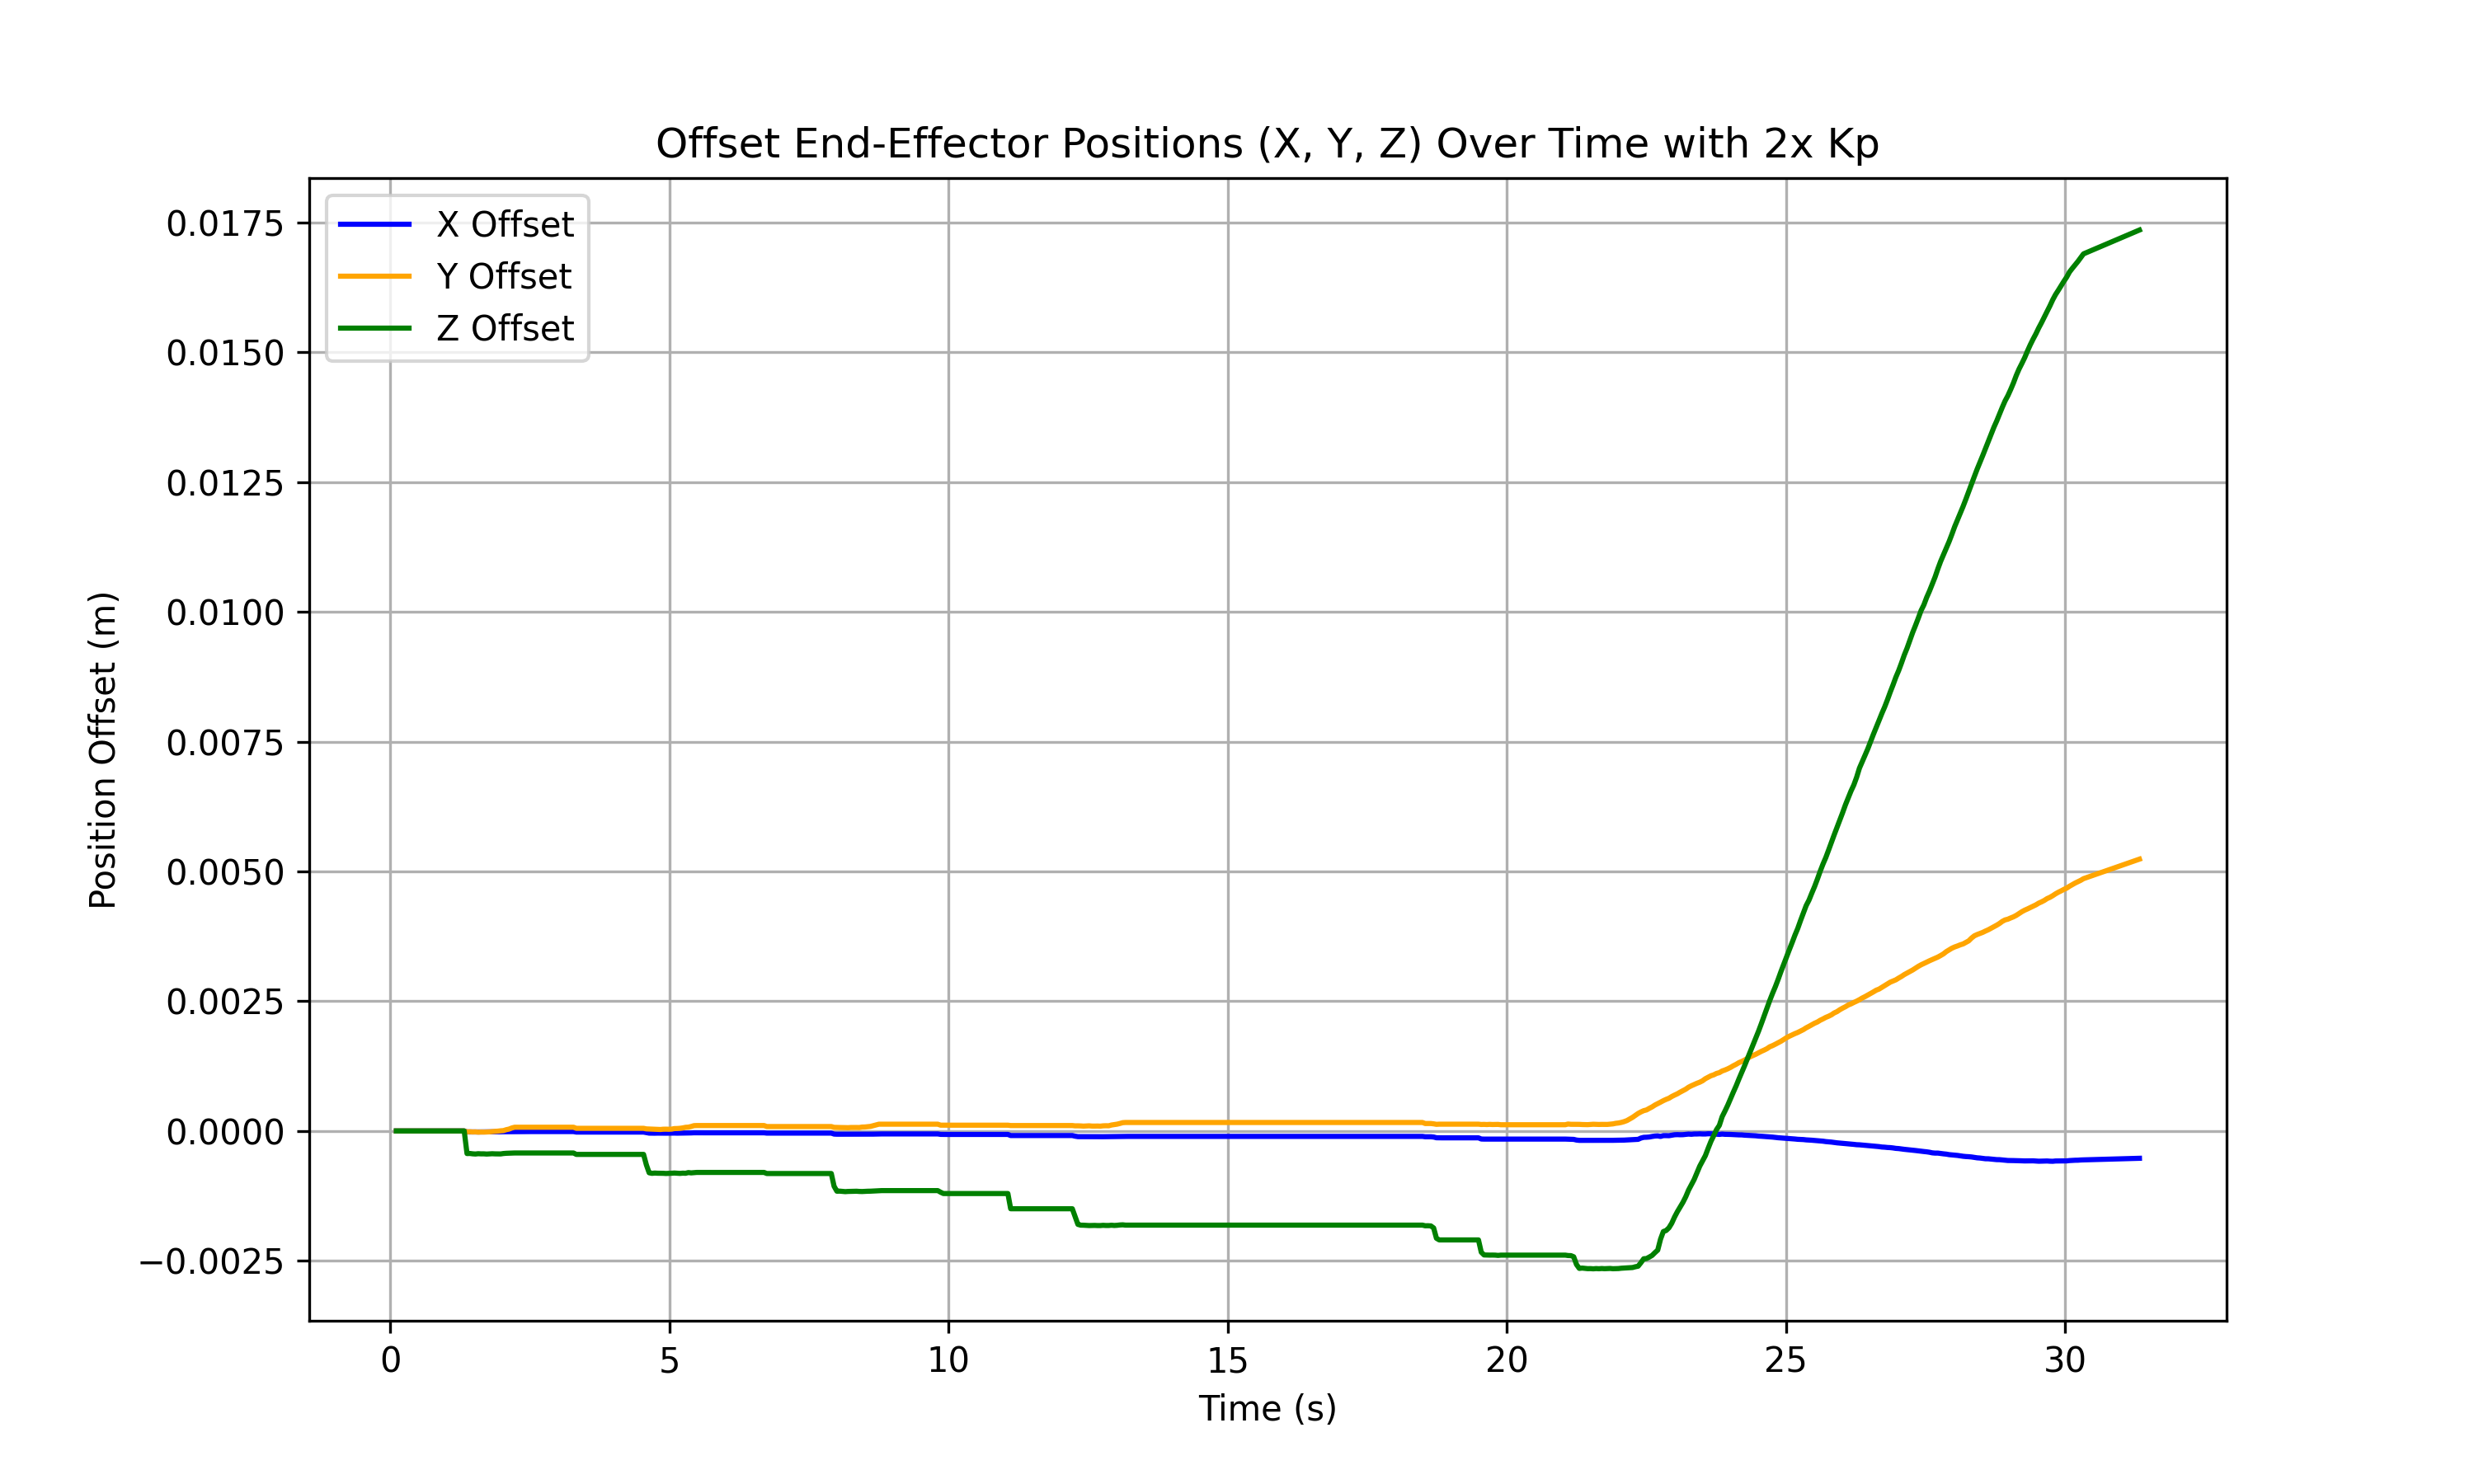 Offset End-Effector Positions (X, Y, Z) Over Time with 2x Kp
X Offset
Y Offset
Z Offset
0.0175
0.0150
0.0125
0.0100
0.0075
0.0050
0.0025
0.0000
−0.0025
Position Offset (m)
0 5 10 15 20 25 30
Time (s)